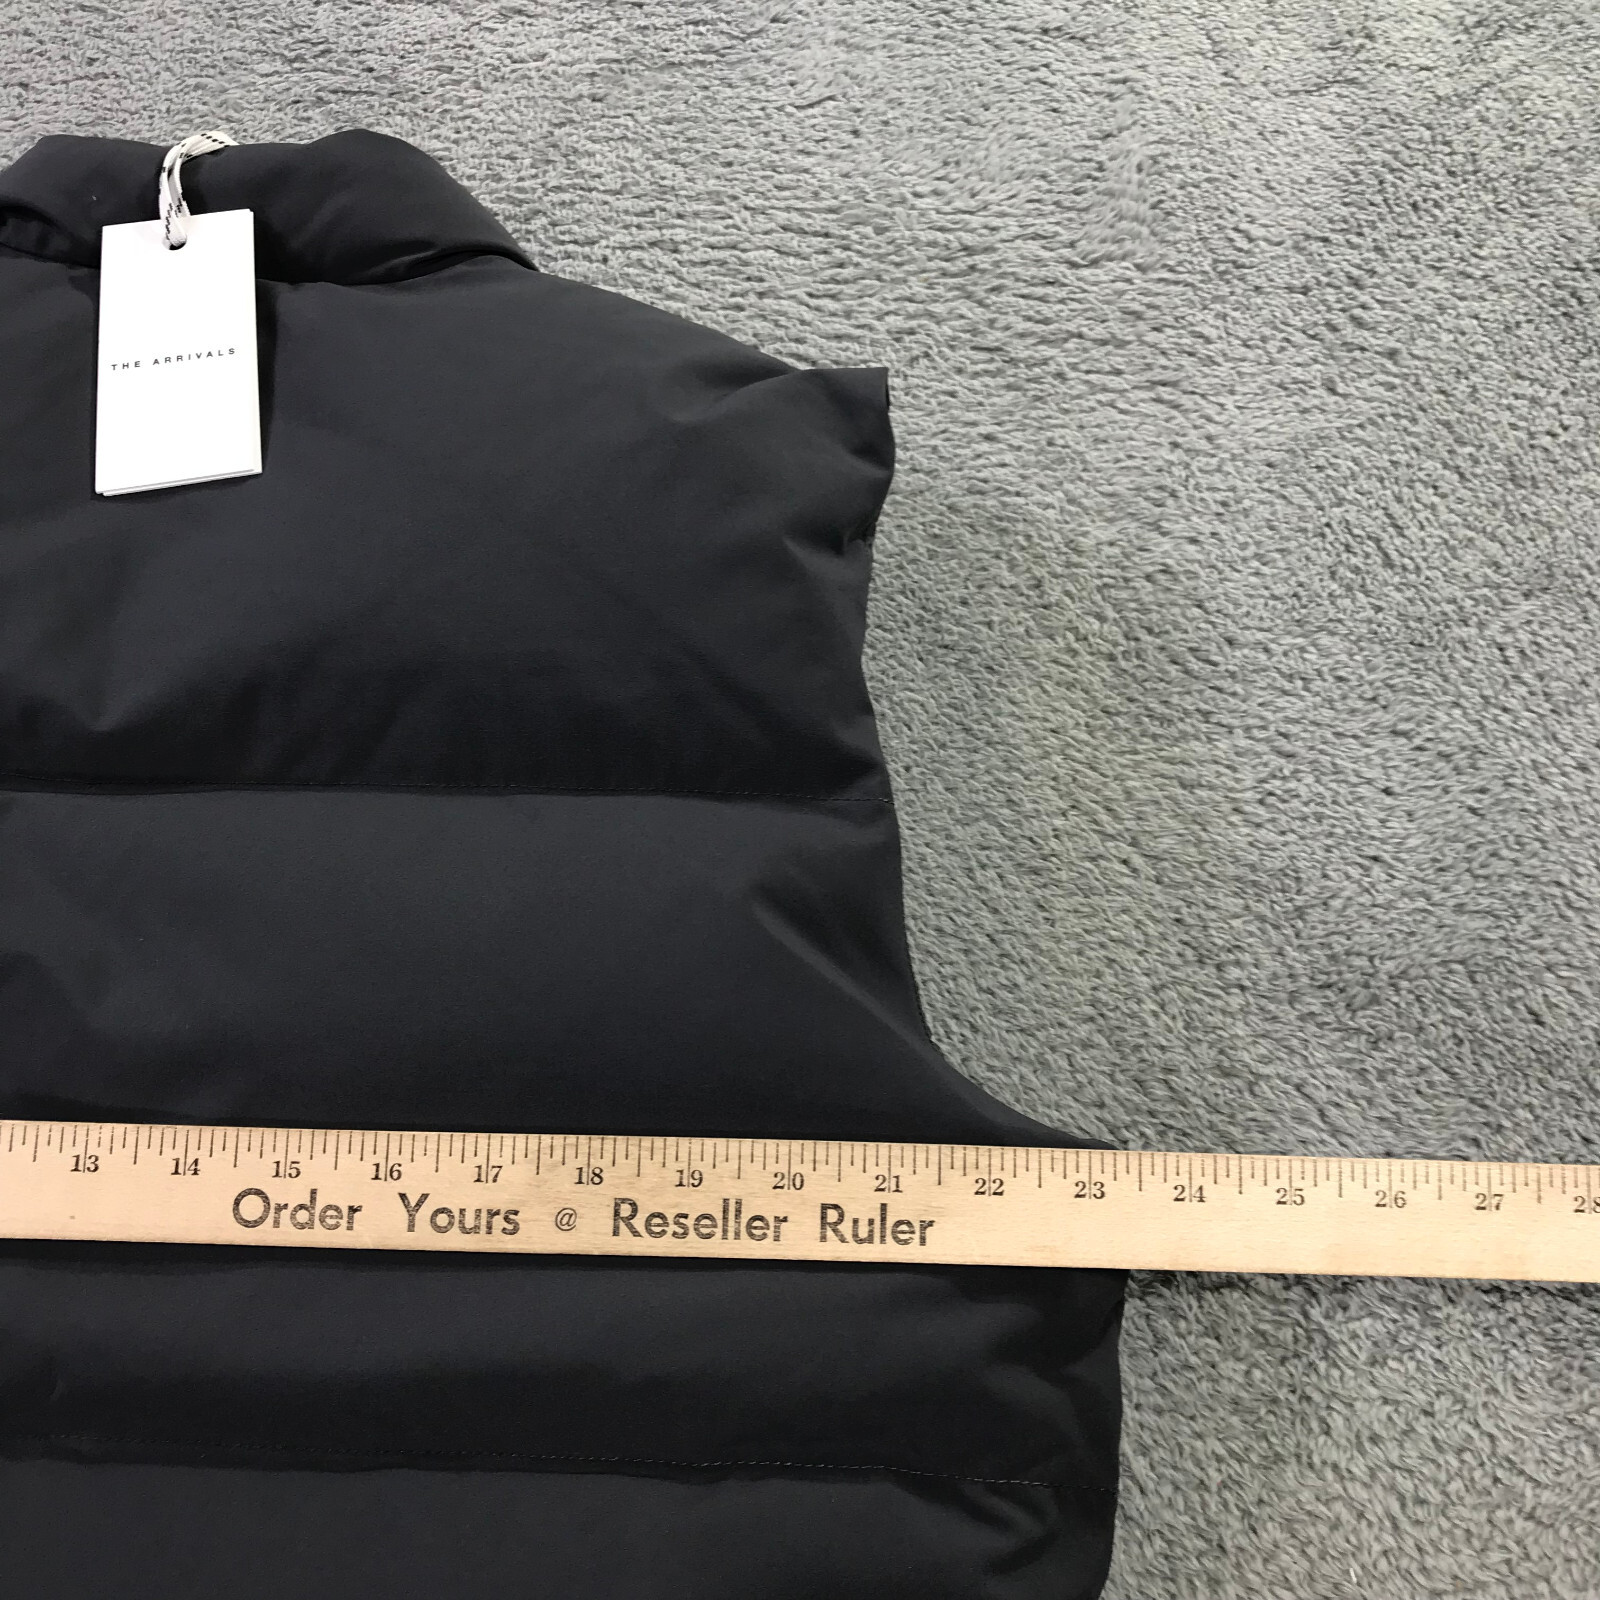 THE ARRIVALS
13 14 15 16 17 18 19 20 21 22 23 24 25 26 27 28
Order Yours @ Reseller Ruler